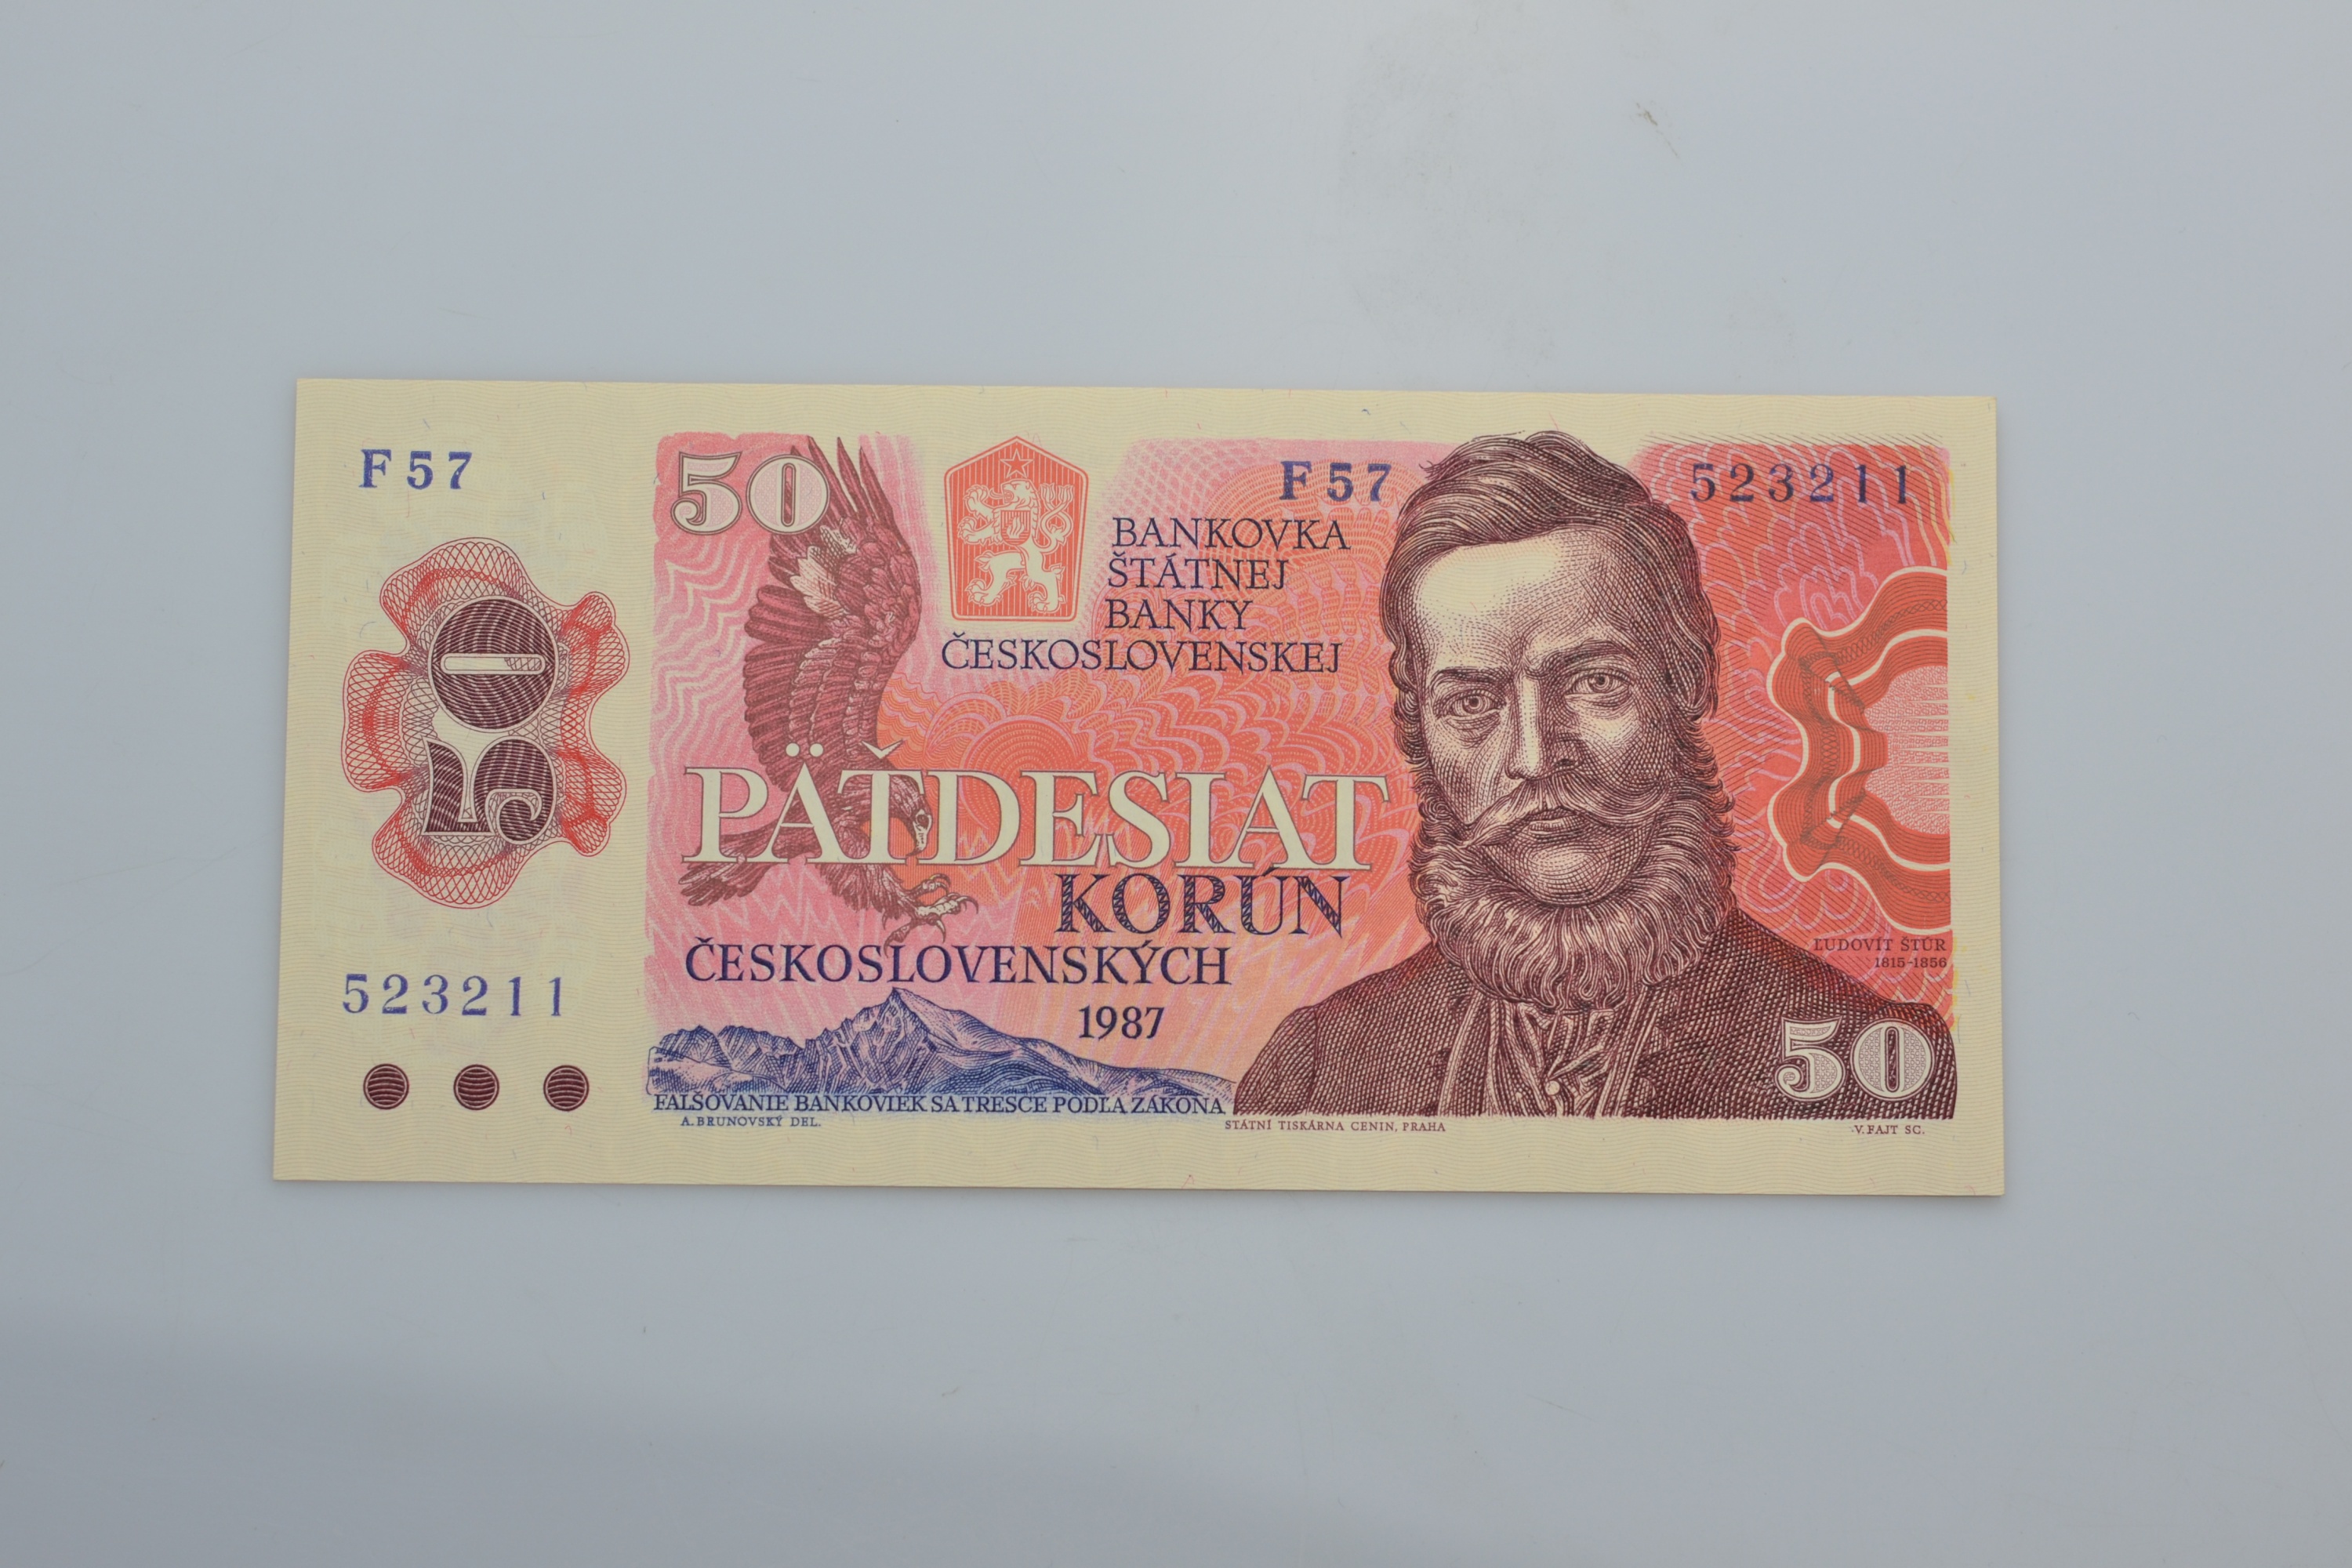 F 57
50
523211
50
F 57
523211
BANKOVKA
ŠTÁTNEJ
BANKY
ČESKOSLOVENSKEJ
PÄŤDESIAT
KORÚN
ČESKOSLOVENSKÝCH
1987
ĽUDOVÍT ŠTÚR
1815-1856
50
FALŠOVANIE BANKOVIEK SA TRESCE PODĽA ZÁKONA
A. BRUNOVSKÝ DEL.
STÁTNÍ TISKÁRNA CENIN, PRAHA
V. FAJT SC.